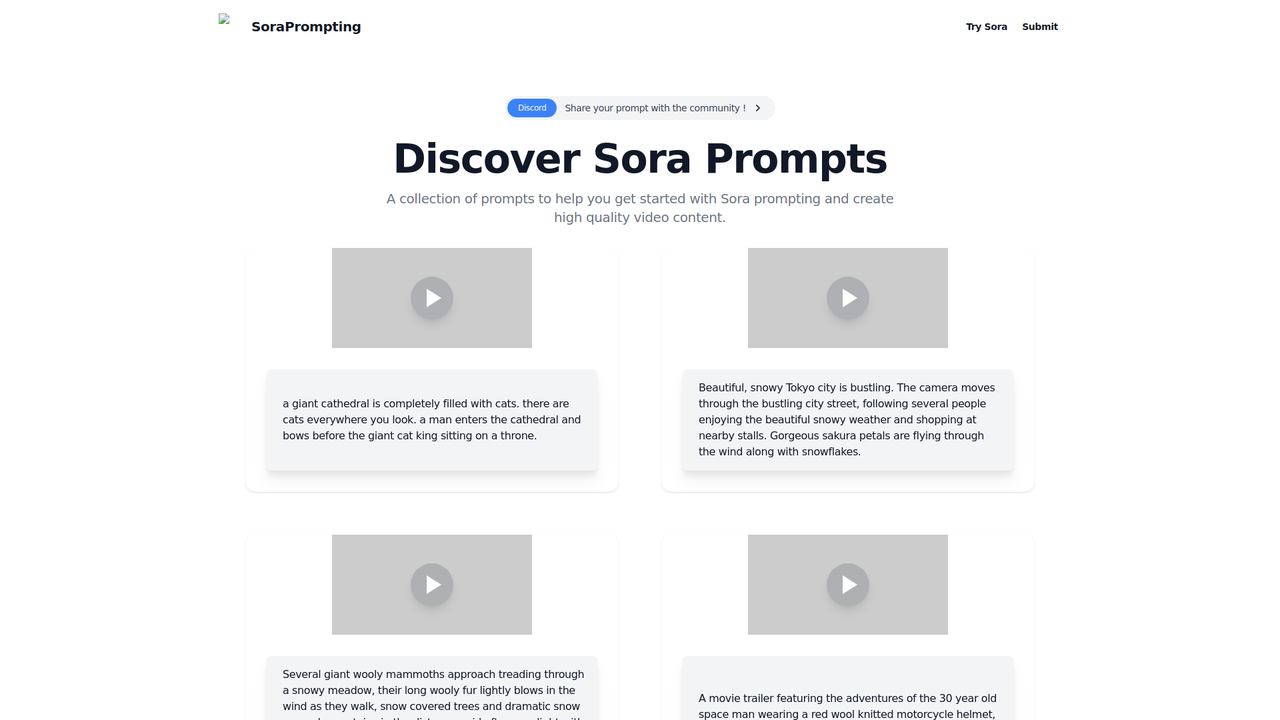 SoraPrompting
Try Sora
Submit
Discord
Share your prompt with the community !
Discover Sora Prompts
A collection of prompts to help you get started with Sora prompting and create
high quality video content.
a giant cathedral is completely filled with cats. there are
cats everywhere you look. a man enters the cathedral and
bows before the giant cat king sitting on a throne.
Beautiful, snowy Tokyo city is bustling. The camera moves
through the bustling city street, following several people
enjoying the beautiful snowy weather and shopping at
nearby stalls. Gorgeous sakura petals are flying through
the wind along with snowflakes.
Several giant wooly mammoths approach treading through
a snowy meadow, their long wooly fur lightly blows in the
wind as they walk, snow covered trees and dramatic snow
A movie trailer featuring the adventures of the 30 year old
space man wearing a red wool knitted motorcycle helmet,